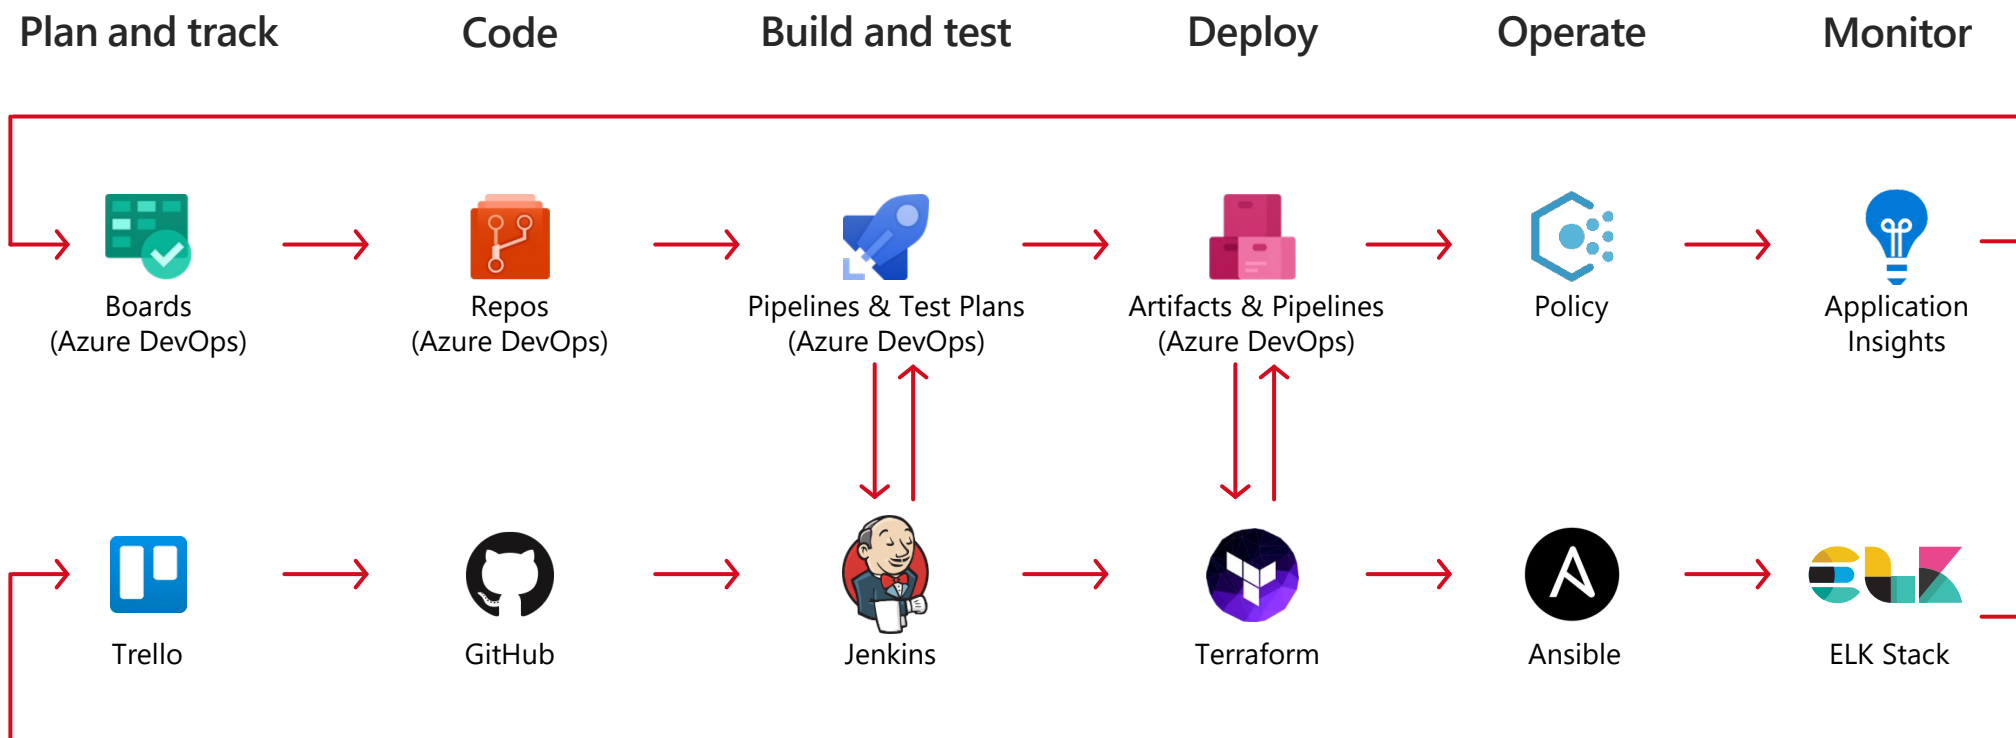 Plan and track
Code
Build and test
Deploy
Operate
Monitor
Boards
(Azure DevOps)
Repos
(Azure DevOps)
Pipelines & Test Plans
(Azure DevOps)
Artifacts & Pipelines
(Azure DevOps)
Policy
Application
Insights
Trello
GitHub
Jenkins
Terraform
Ansible
ELK
ELK Stack